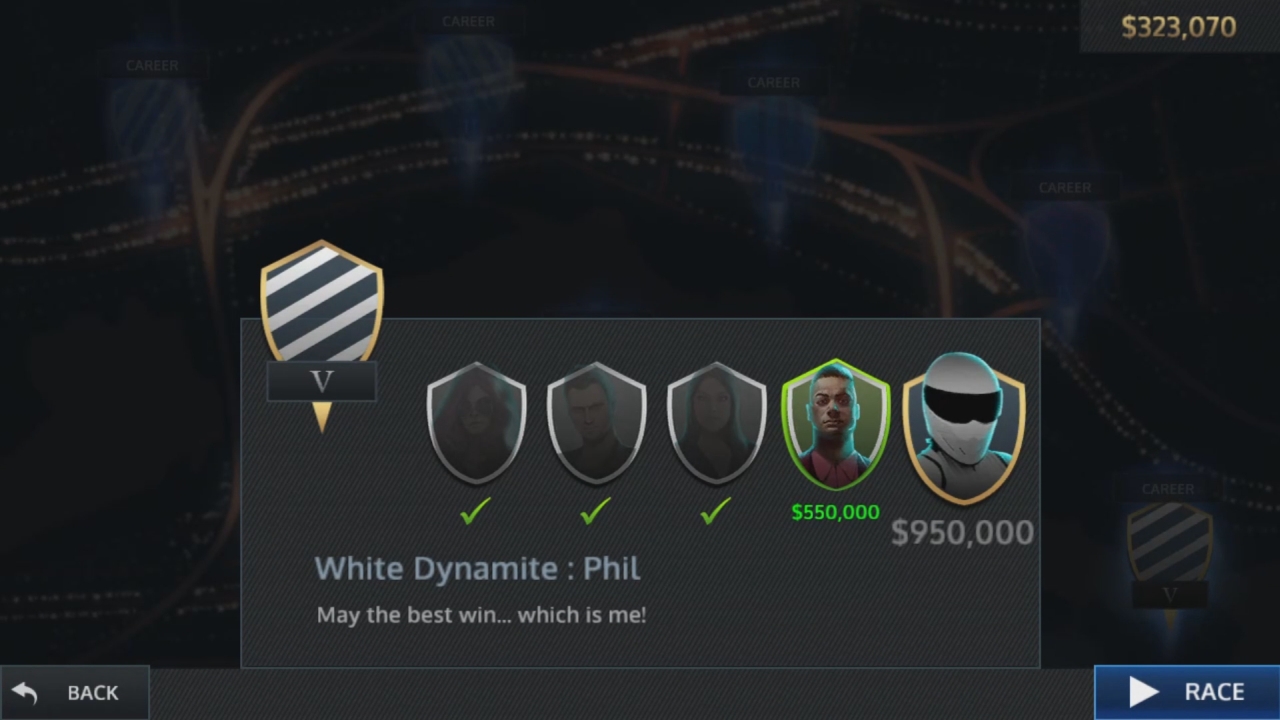 CAREER
$323,070
CAREER
CAREER
CAREER
V
$550,000
$950,000
CAREER
White Dynamite : Phil
V
May the best win... which is me!
BACK
RACE